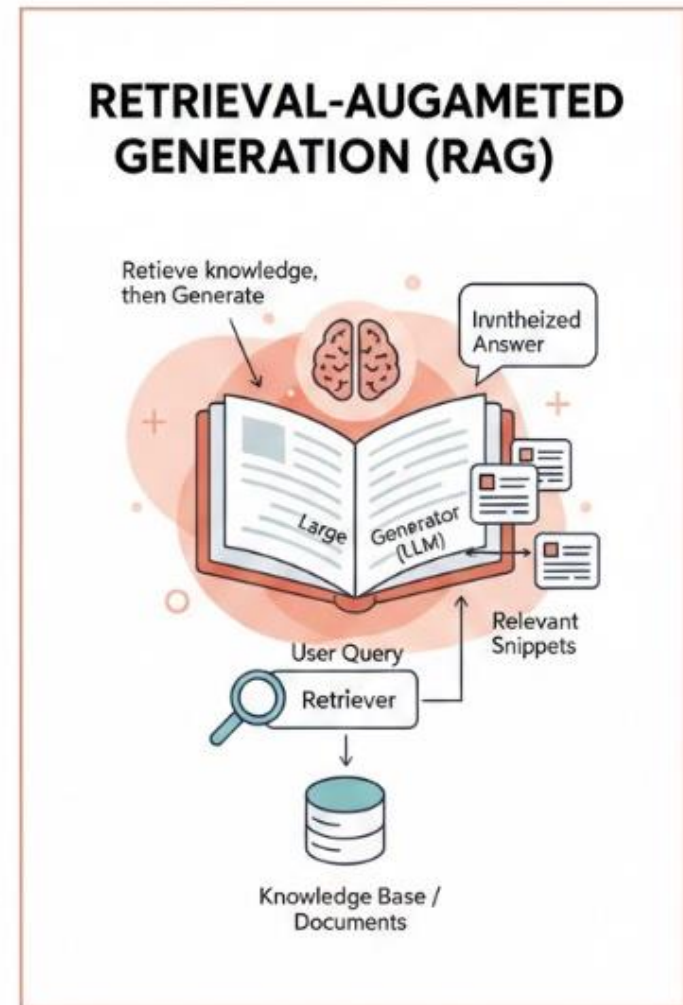 RETRIEVAL-AUGAMETED
GENERATION (RAG)
Retieve knowledge,
then Generate
Irvntheized
Answer
Large
Generator
(LLM)
Relevant
Snippets
User Query
Retriever
Knowledge Base /
Documents